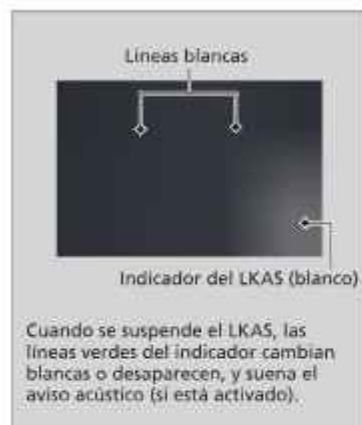 Líneas blancas
Indicador del LKAS (blanco)
Cuando se suspende el LKAS, las
líneas verdes del indicador cambian
blancas o desaparecen, y suena el
aviso acústico (si está activado).